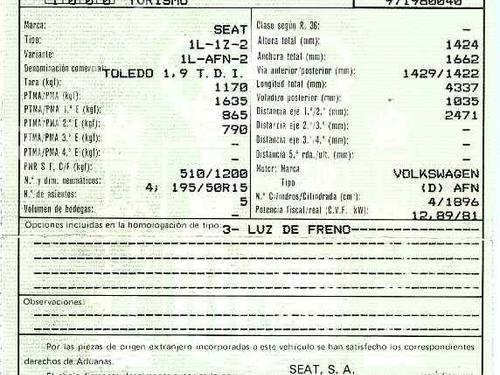 TURISMO
Marca: SEAT
Tipo: 1L-1Z-2
Variante: 1L-AFN-2
Denominación comercial: TOLEDO 1,9 T.D.I.
Tara (kgf): 1170
PTMA/PMA (kgf): 1635
PTMA/PMA 1.º E (kgf): 865
PTMA/PMA 2.º E (kgf): 790
PTMA/PMA 3.º E (kgf): -
PTMA/PMA 4.º E (kgf): -
PMR S F, C/F (kgf): 510/1200
N.º y dim. neumáticos: 4; 195/50R15
N.º de asientos: 5
Volumen de bodegas: -
Clase según R. 36: -
Altura total (mm): 1424
Anchura total (mm): 1662
Vía anterior/posterior (mm): 1429/1422
Longitud total (mm): 4337
Voladizo posterior (mm): 1035
Distancia eje 1.º/2.º (mm): 2471
Distancia eje 2.º/3.º (mm): -
Distancia eje 3.º/4.º (mm): -
Distancia 5.ª rda./ult. (mm): -
Motor: Marca VOLKSWAGEN
Tipo (D) AFN
N.º Cilindros/Cilindrada (cm³): 4/1896
Potencia fiscal/real (C.V.F. kW): 12,89/81
Opciones incluidas en la homologación de tipo: 3- LUZ DE FRENO
Observaciones:
Por las piezas de origen extranjero incorporadas a este vehículo se han satisfecho los correspondientes
derechos de Aduanas.
SEAT, S. A.